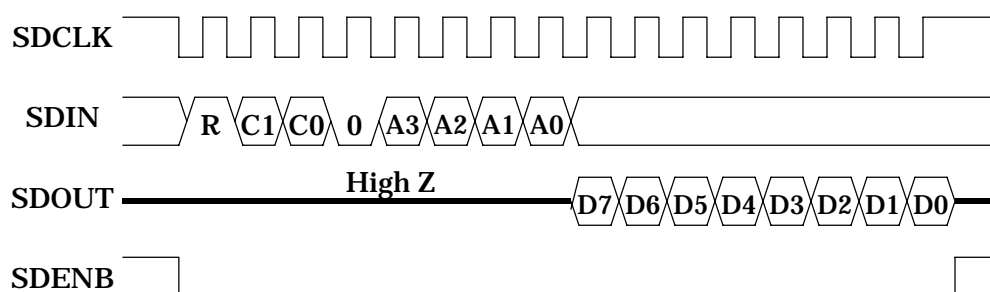 SDCLK
SDIN R C1 C0 0 A3 A2 A1 A0
High Z
SDOUT D7 D6 D5 D4 D3 D2 D1 D0
SDENB